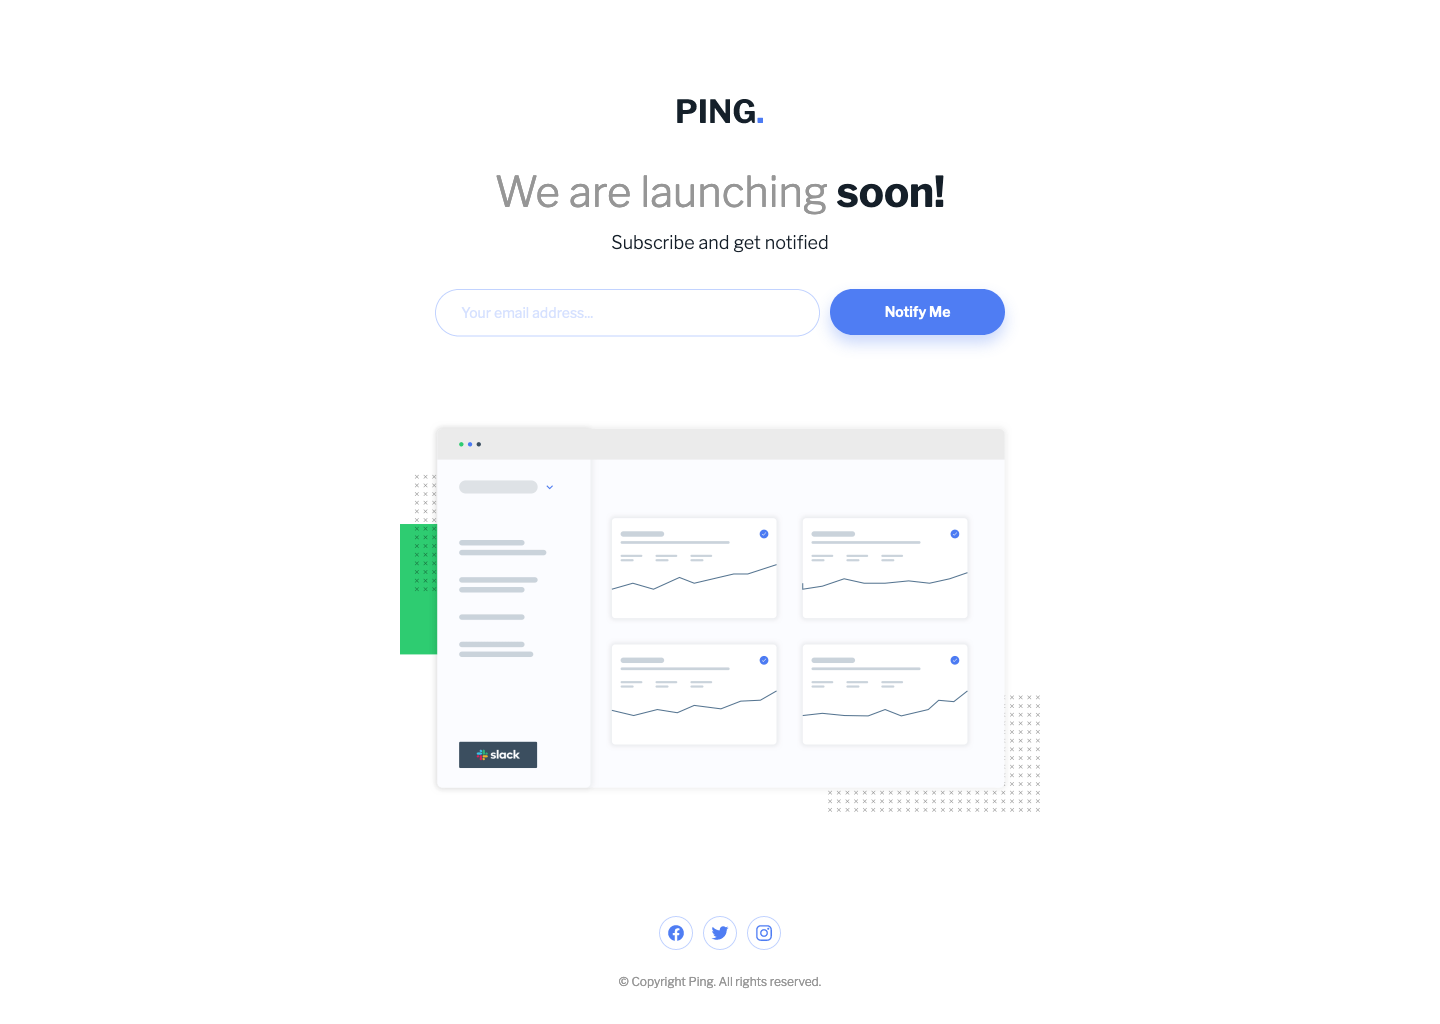 PING.
We are launching soon!
Subscribe and get notified
Your email address...
Notify Me
slack
© Copyright Ping. All rights reserved.